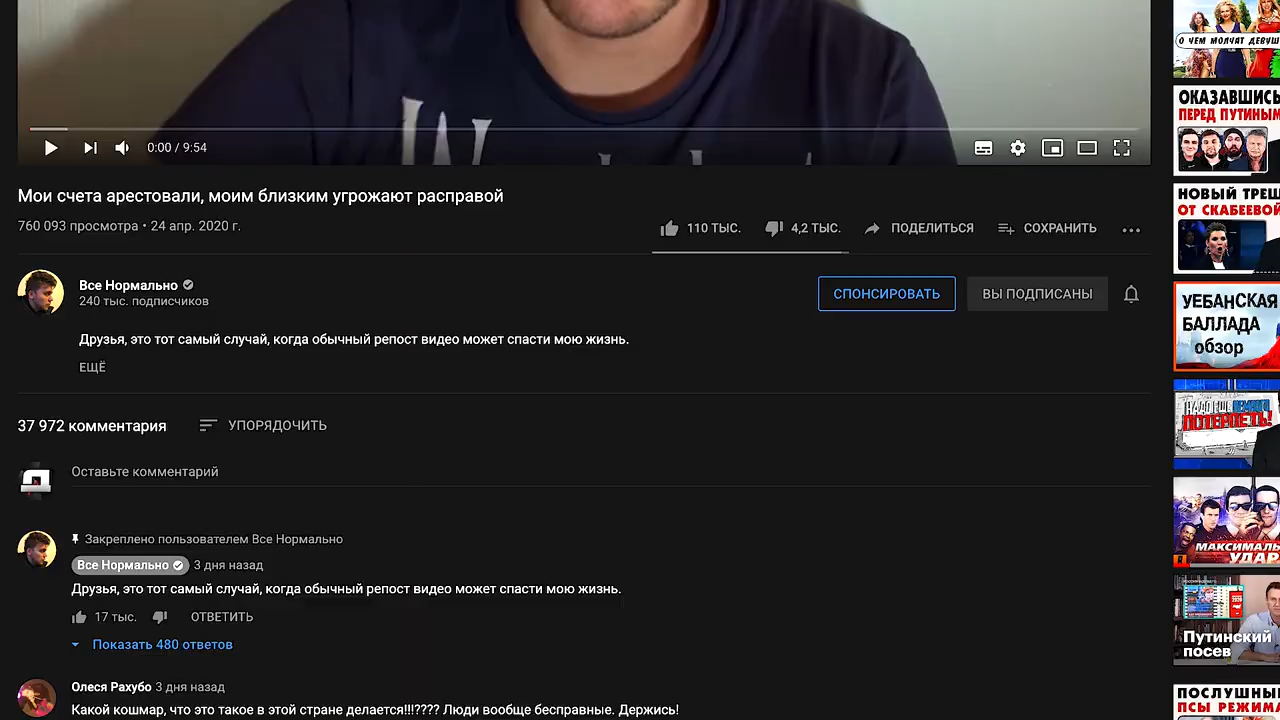 0:00 / 9:54
Мои счета арестовали, моим близким угрожают расправой
760 093 просмотра • 24 апр. 2020 г.
110 ТЫС.
ПОДЕЛИТЬСЯ
СОХРАНИТЬ
Все Нормально
240 тыс. подписчиков
СПОНСИРОВАТЬ
ВЫ ПОДПИСАНЫ
Друзья, это тот самый случай, когда обычный репост видео может спасти мою жизнь.
ЕЩЁ
37 972 комментария
УПОРЯДОЧИТЬ
Оставьте комментарий
Закреплено пользователем Все Нормально
Все Нормально 3 дня назад
Друзья, это тот самый случай, когда обычный репост видео может спасти мою жизнь.
17 тыс.
ОТВЕТИТЬ
Показать 480 ответов
Олеся Рахубо 3 дня назад
Какой кошмар, что это такое в этой стране делается!!!???? Люди вообще бесправные. Держись!
О ЧЕМ МОЛЧАТ ДЕВУШ
ОКАЗАВШИСЬ
ПЕРЕД ПУТИНЫМ
НОВЫЙ ТРЕШ
ОТ СКАБЕЕВОЙ
УЕБАНСКАЯ
БАЛЛАДА
обзор
НАДО ЕЩЕ НЕМНОГО
ПОТЕРПЕТЬ!
МАКСИМАЛЬ
УДАР
Путинский
посев
ПОСЛУШНЫ
ПСЫ РЕЖИМА